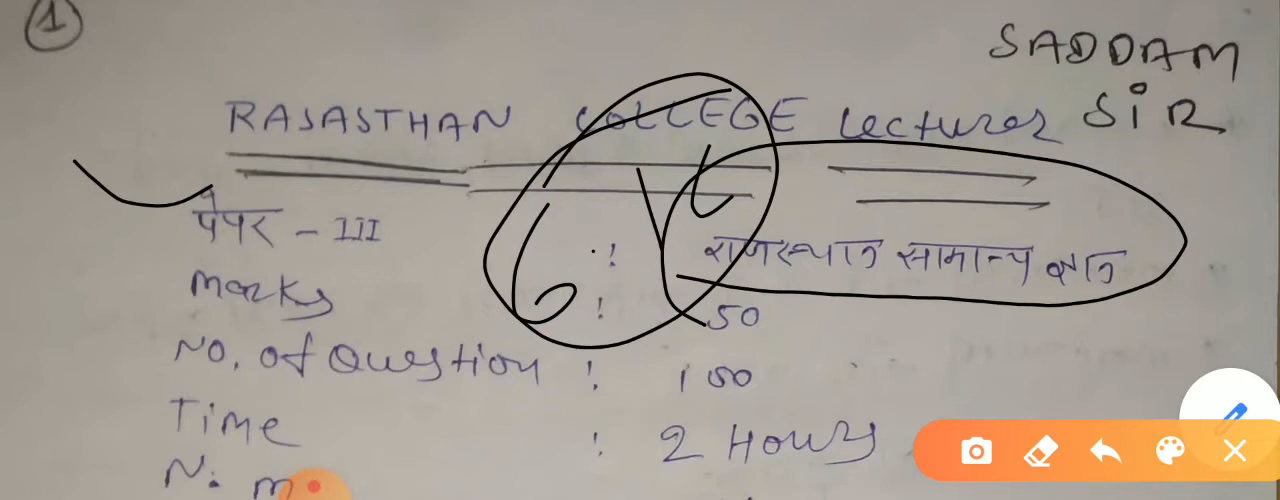 1
SADDAM
SiR
RAJASTHAN COLLEGE Lecturer
पेपर - III : राजस्थान सामान्य ज्ञान
Marks : 50
No. of Question : 100
Time : 2 Hours
N. m